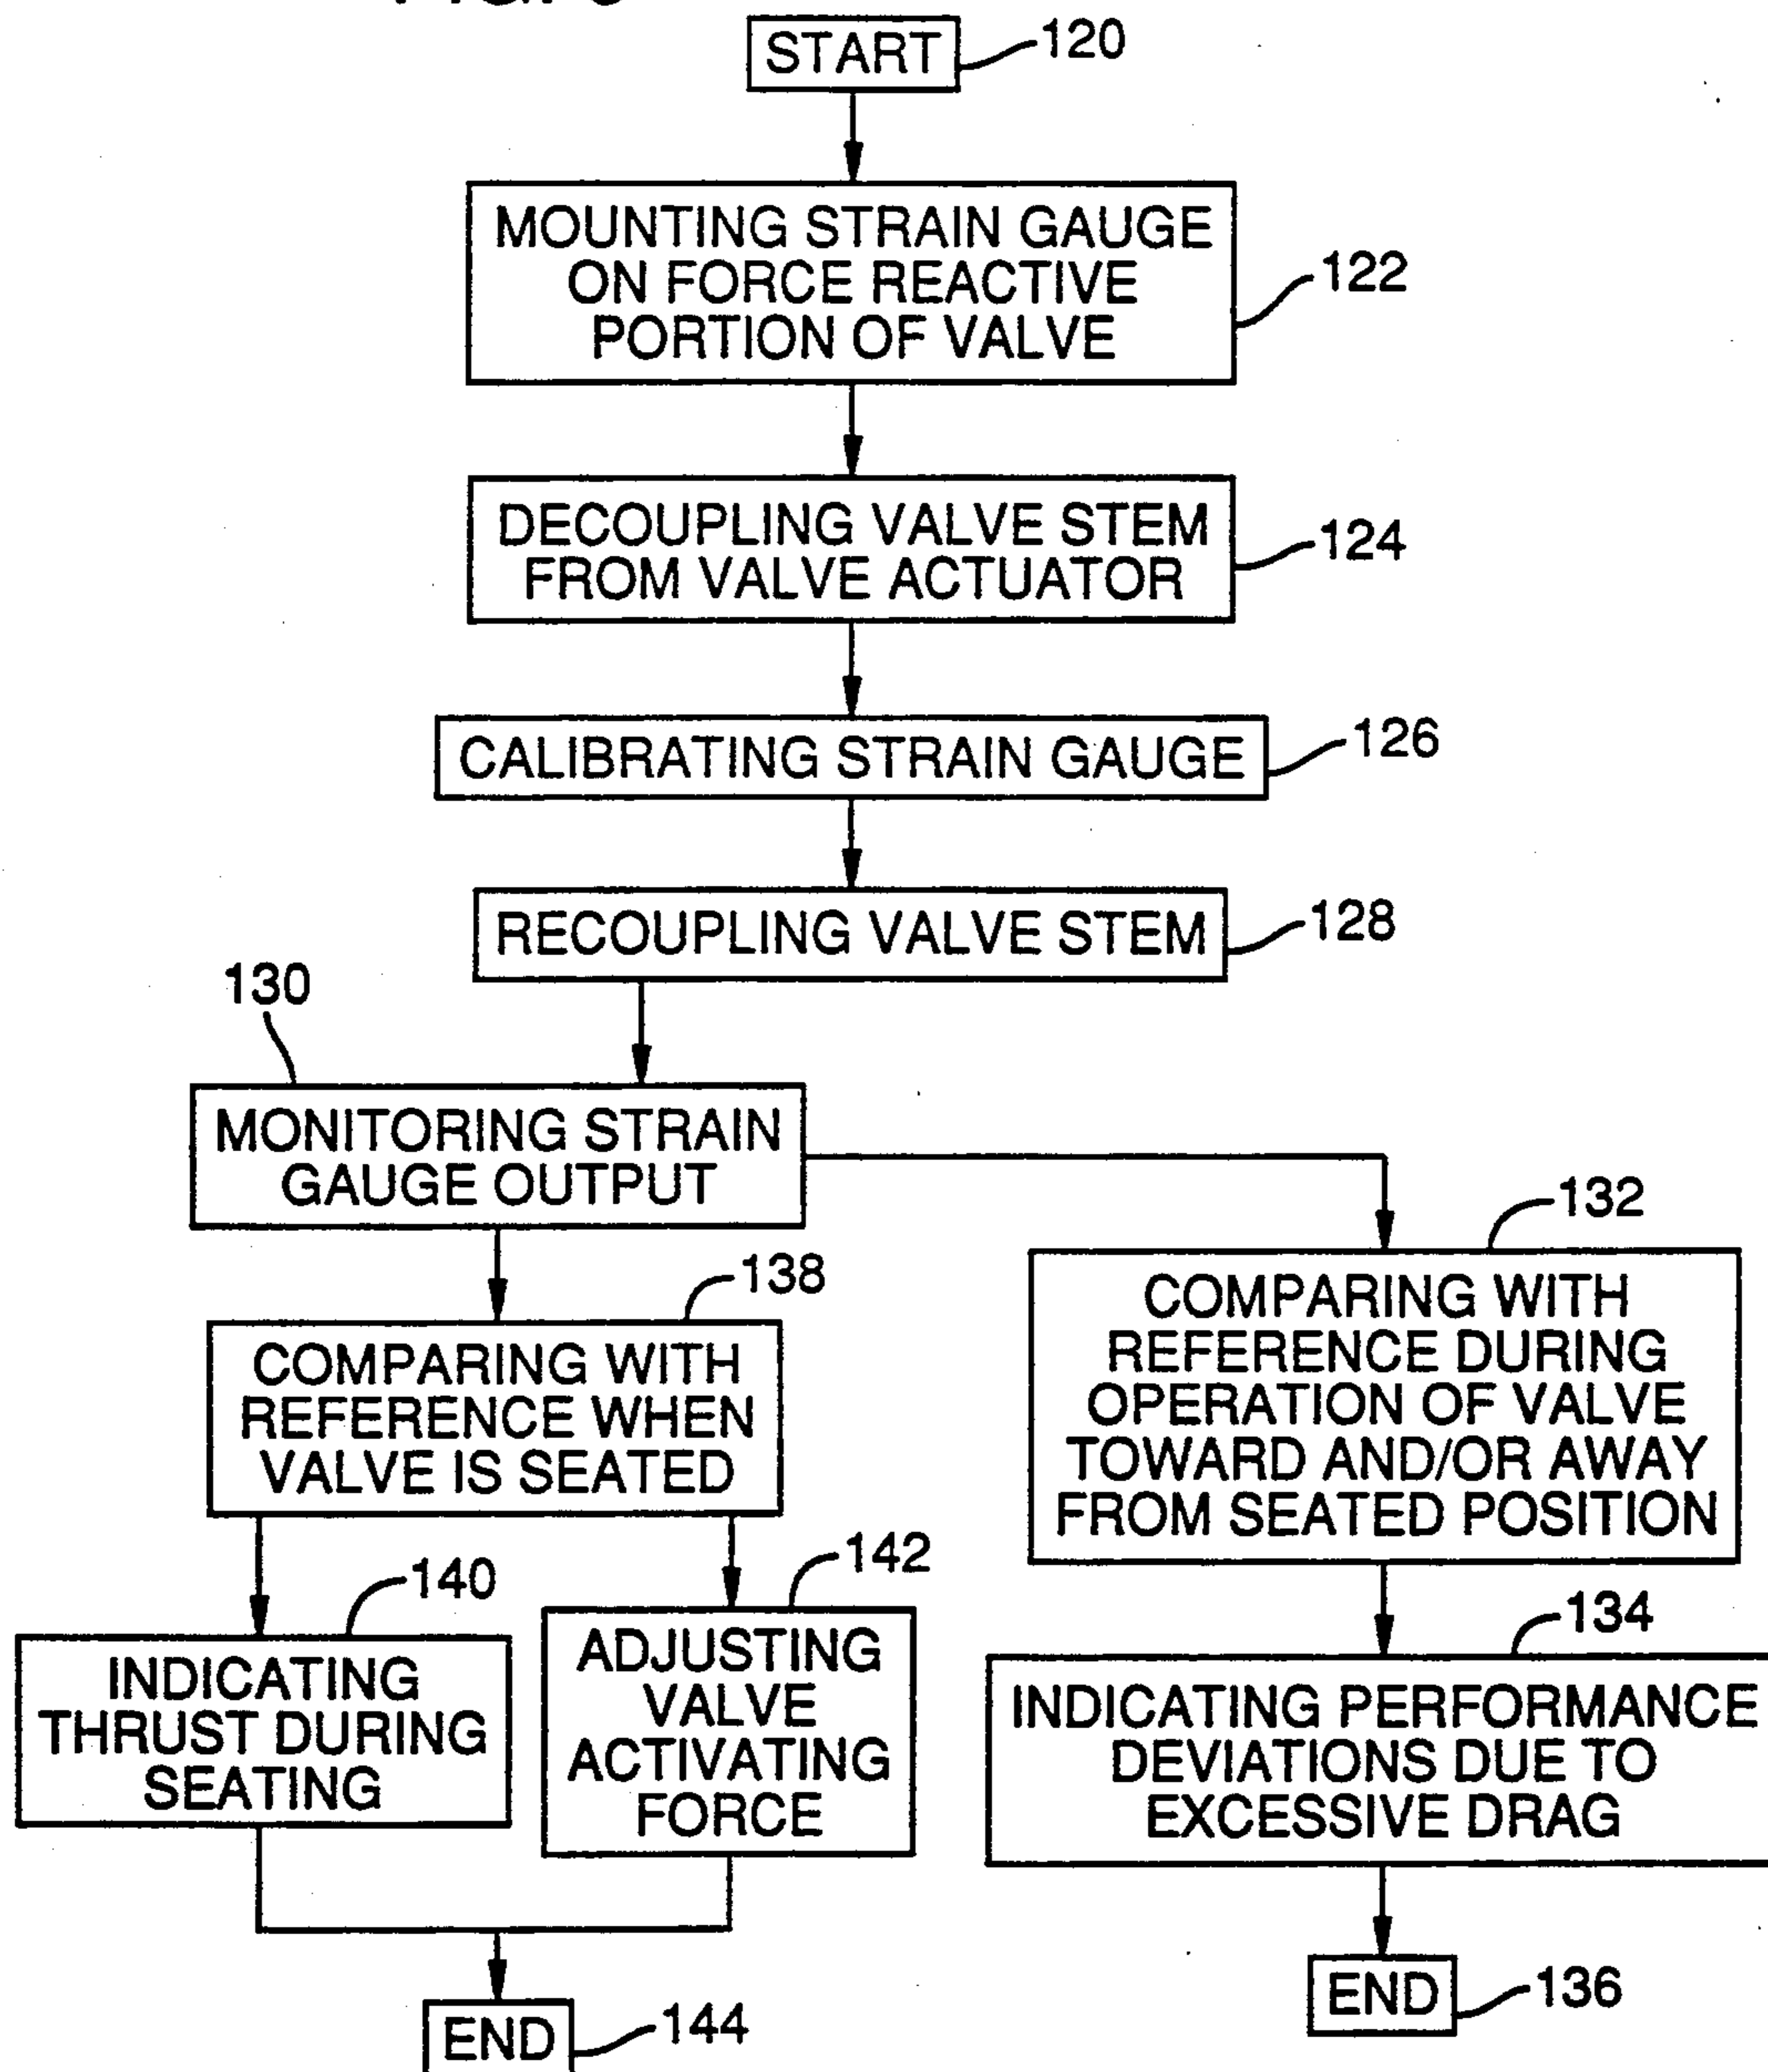 START
120
MOUNTING STRAIN GAUGE
ON FORCE REACTIVE
PORTION OF VALVE
122
DECOUPLING VALVE STEM
FROM VALVE ACTUATOR
124
CALIBRATING STRAIN GAUGE
126
RECOUPLING VALVE STEM
128
130
MONITORING STRAIN
GAUGE OUTPUT
132
COMPARING WITH
REFERENCE DURING
OPERATION OF VALVE
TOWARD AND/OR AWAY
FROM SEATED POSITION
138
COMPARING WITH
REFERENCE WHEN
VALVE IS SEATED
140
INDICATING
THRUST DURING
SEATING
142
ADJUSTING
VALVE
ACTIVATING
FORCE
134
INDICATING PERFORMANCE
DEVIATIONS DUE TO
EXCESSIVE DRAG
END
136
END
144